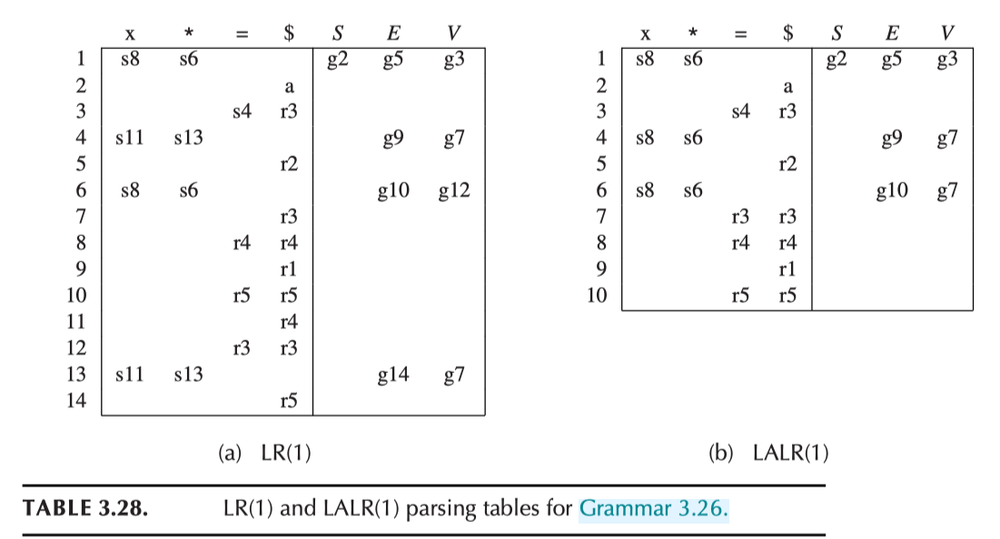 x * = $ S E V
1 s8 s6 g2 g5 g3
2 a
3 s4 r3
4 s11 s13 g9 g7
5 r2
6 s8 s6 g10 g12
7 r3
8 r4 r4
9 r1
10 r5 r5
11 r4
12 r3 r3
13 s11 s13 g14 g7
14 r5
(a) LR(1)
x * = $ S E V
1 s8 s6 g2 g5 g3
2 a
3 s4 r3
4 s8 s6 g9 g7
5 r2
6 s8 s6 g10 g7
7 r3 r3
8 r4 r4
9 r1
10 r5 r5
(b) LALR(1)
TABLE 3.28. LR(1) and LALR(1) parsing tables for Grammar 3.26.